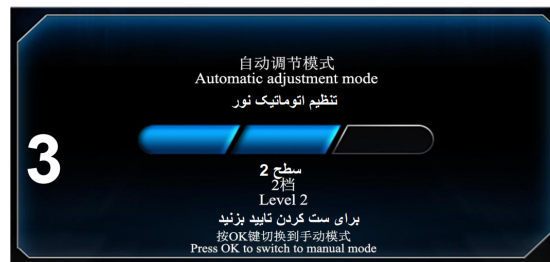 自动调节模式
Automatic adjustment mode
تنظیم اتوماتیک نور
3
سطح 2
2档
Level 2
برای ست کردن تایید بزنید
按OK键切换到手动模式
Press OK to switch to manual mode